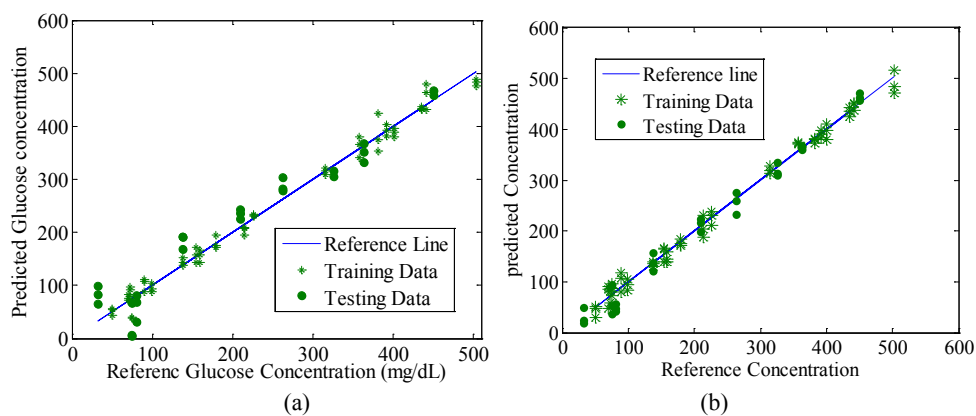 600
500
400
300
200
100
0
Predicted Glucose concentration
Reference Line
Training Data
Testing Data
0 100 200 300 400 500
Referenc Glucose Concentration (mg/dL)
(a)
600
500
400
300
200
100
0
predicted Concentration
Reference line
Training Data
Testing Data
0 100 200 300 400 500 600
Reference Concentration
(b)